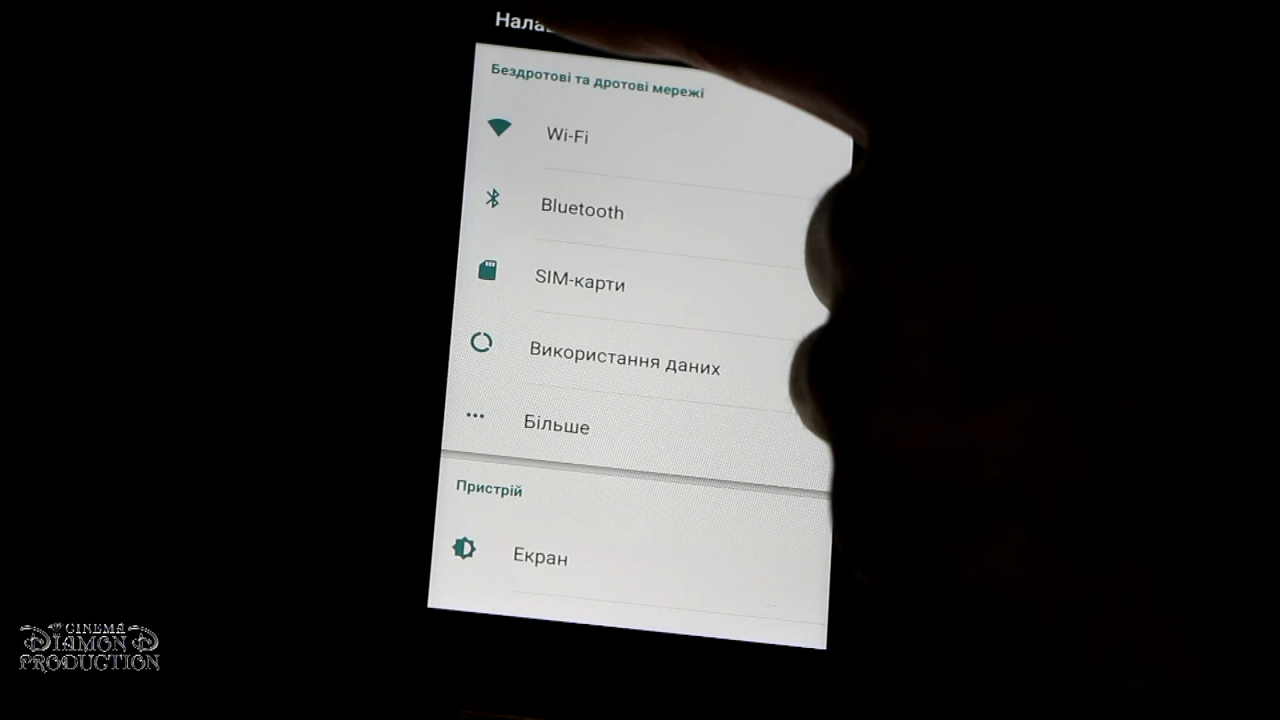 Бездротові та дротові мережі
Wi-Fi
Bluetooth
SIM-карти
Використання даних
Більше
Пристрій
Екран
CINEMA
DIAMOND
PRODUCTION